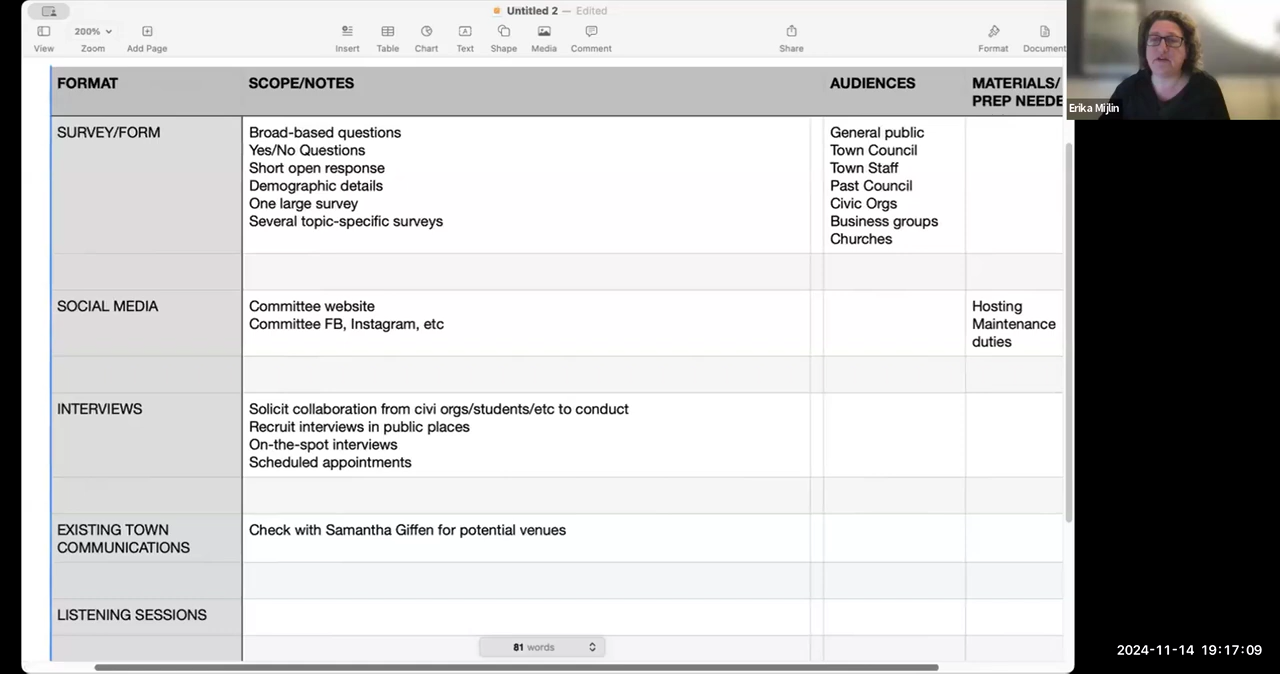 Untitled 2 — Edited
200%
View
Zoom
Add Page
Insert
Table
Chart
Text
Shape
Media
Comment
Share
Format
Document
FORMAT
SCOPE/NOTES
AUDIENCES
MATERIALS/
PREP NEEDE
Erika Mijlin
SURVEY/FORM
Broad-based questions
Yes/No Questions
Short open response
Demographic details
One large survey
Several topic-specific surveys
General public
Town Council
Town Staff
Past Council
Civic Orgs
Business groups
Churches
SOCIAL MEDIA
Committee website
Committee FB, Instagram, etc
Hosting
Maintenance
duties
INTERVIEWS
Solicit collaboration from civi orgs/students/etc to conduct
Recruit interviews in public places
On-the-spot interviews
Scheduled appointments
EXISTING TOWN
COMMUNICATIONS
Check with Samantha Giffen for potential venues
LISTENING SESSIONS
81 words
2024-11-14 19:17:09